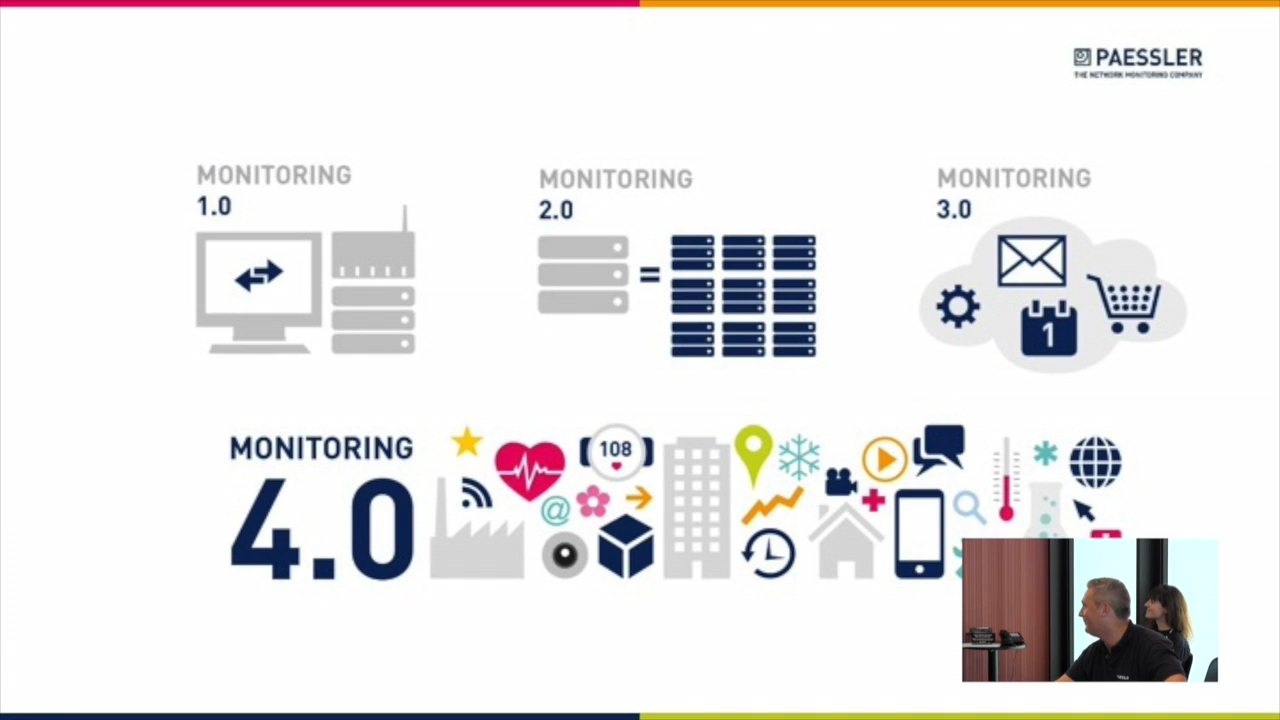 PAESSLER
THE NETWORK MONITORING COMPANY
MONITORING
1.0
MONITORING
2.0
=
MONITORING
3.0
1
MONITORING
4.0
108
@